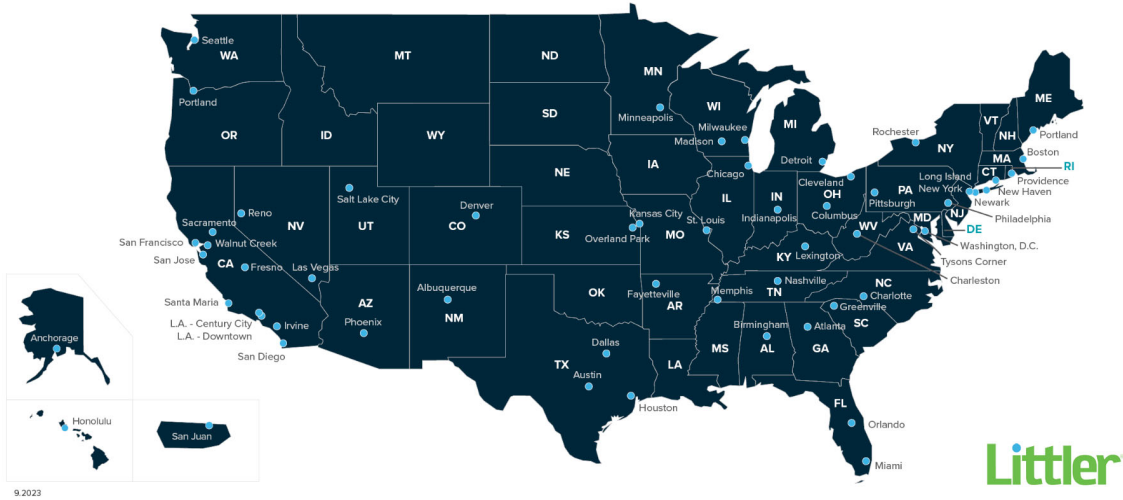 Seattle
WA
MT
ND
MN
ME
Portland
OR
ID
WY
SD
Minneapolis
WI
Milwaukee
Madison
MI
VT
NH
Rochester
NY
Portland
MA
Boston
CT
RI
Providence
New Haven
Long Island
New York
Newark
Philadelphia
IA
NE
Chicago
Detroit
Cleveland
OH
PA
Pittsburgh
NJ
Salt Lake City
UT
Denver
CO
IL
IN
Indianapolis
Columbus
MD
DE
Washington, D.C.
Tysons Corner
Charleston
Reno
NV
Sacramento
San Francisco
Walnut Creek
San Jose
CA
Fresno
Las Vegas
KS
Kansas City
Overland Park
MO
St. Louis
KY
Lexington
WV
VA
Santa Maria
L.A. - Century City
L.A. - Downtown
Irvine
San Diego
AZ
Phoenix
Albuquerque
NM
OK
Fayetteville
AR
Memphis
Nashville
TN
NC
Charlotte
Greenville
SC
Anchorage
Dallas
TX
Austin
Houston
LA
MS
Birmingham
AL
Atlanta
GA
FL
Orlando
Miami
Honolulu
San Juan
Littler
9.2023